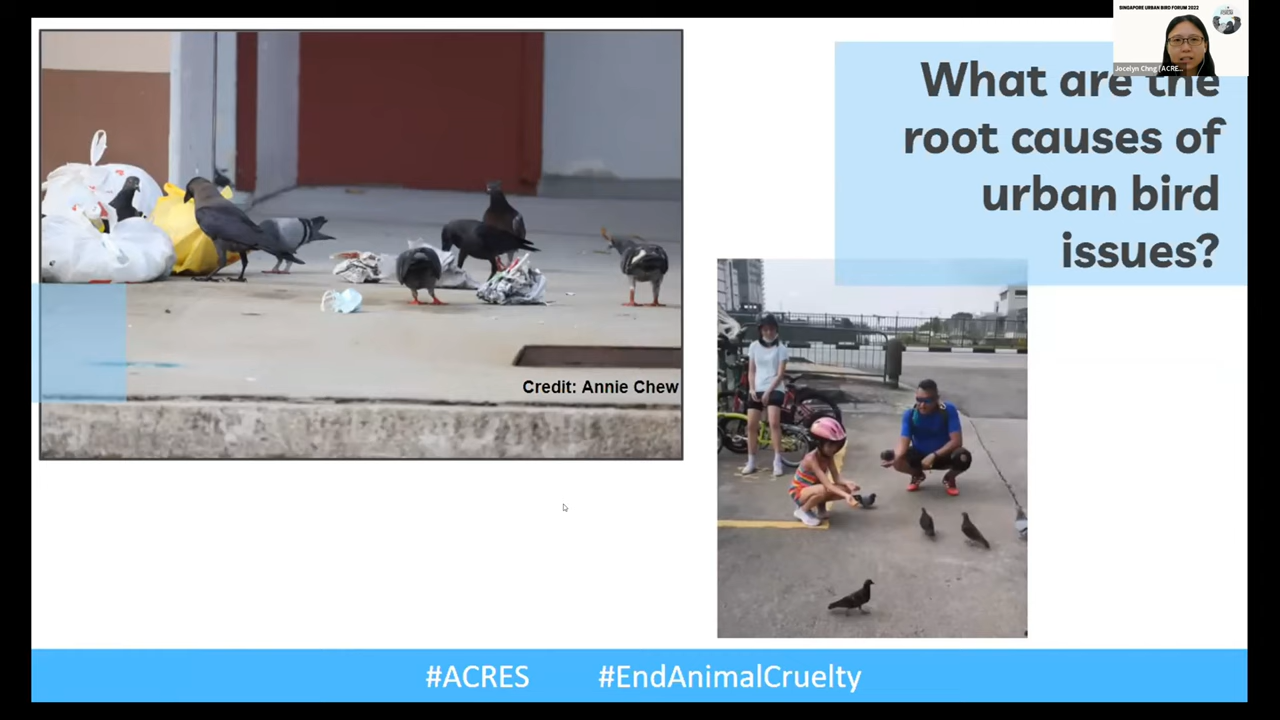 SINGAPORE URBAN BIRD FORUM 2022
Jocelyn Chng (ACRE...
What are the
root causes of
urban bird
issues?
Credit: Annie Chew
#ACRES #EndAnimalCruelty